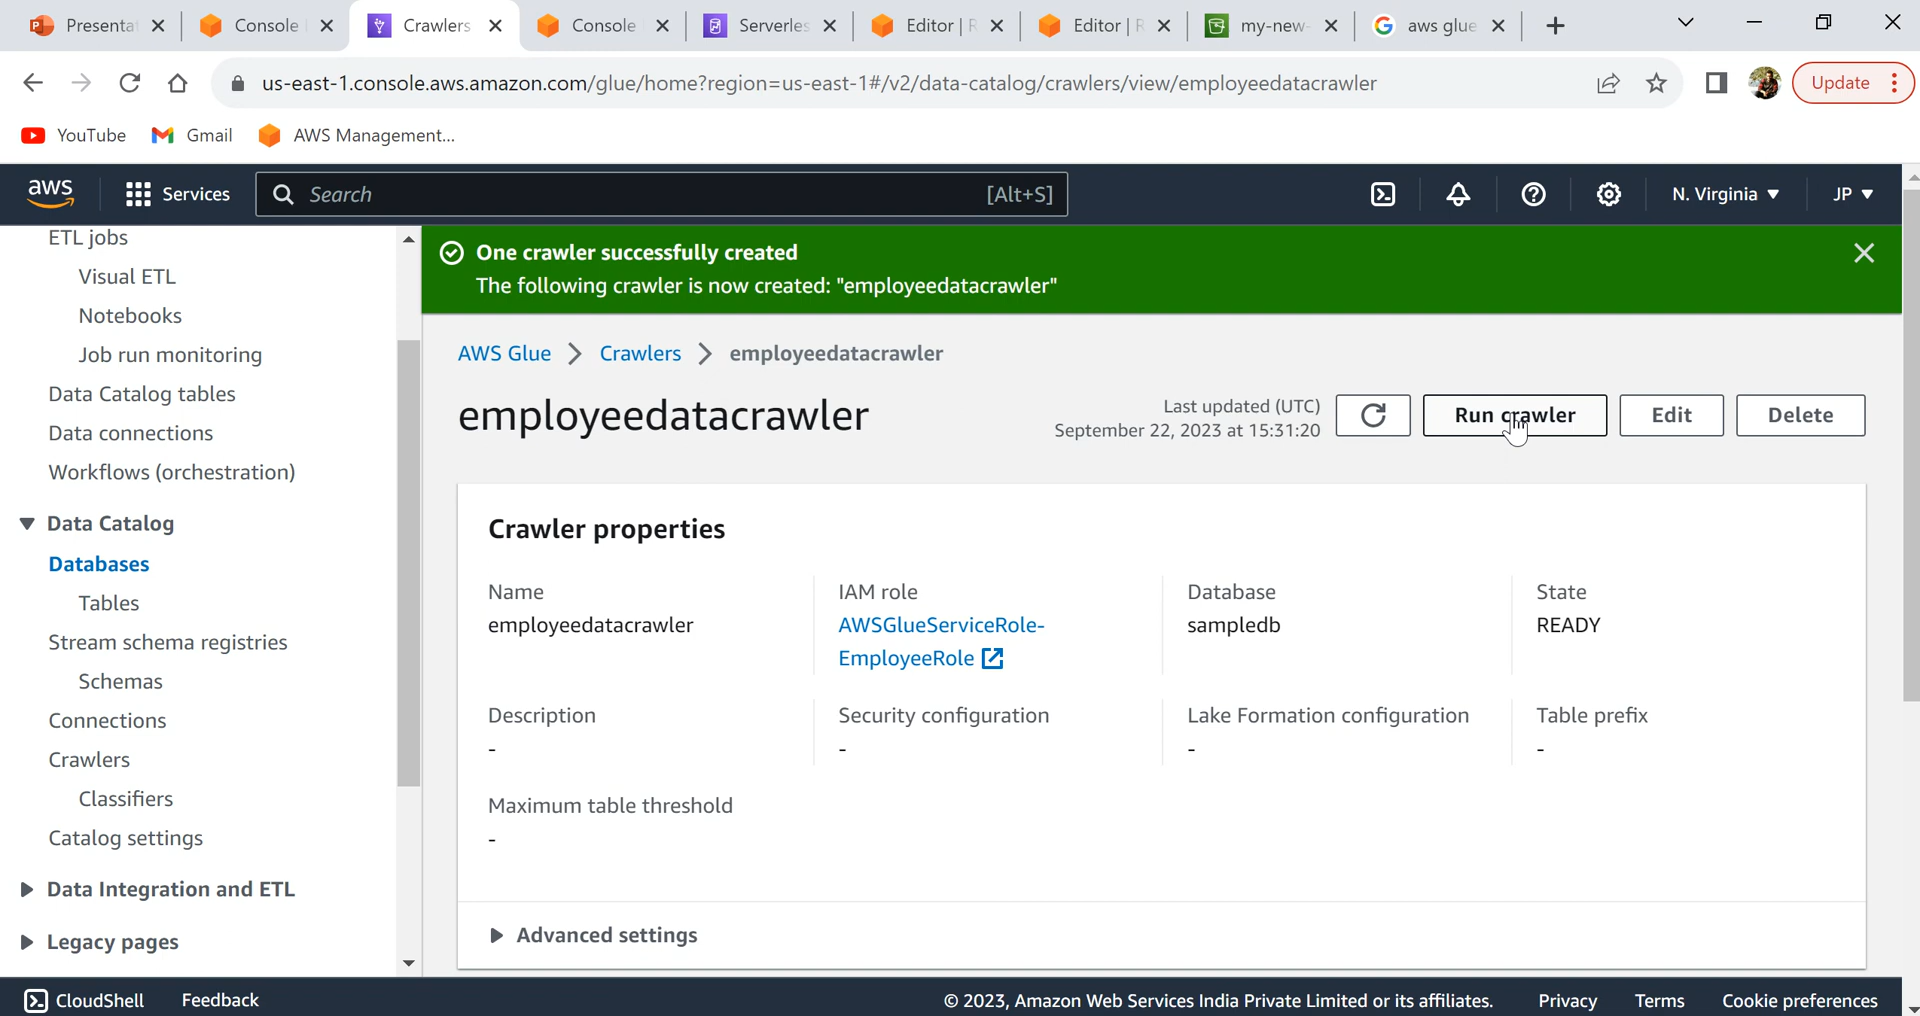 Presentat
Console
Crawlers
Console
Serverles
Editor | R
Editor | R
my-new-
aws glue
us-east-1.console.aws.amazon.com/glue/home?region=us-east-1#/v2/data-catalog/crawlers/view/employeedatacrawler
Update
YouTube
Gmail
AWS Management...
aws
Services
Search
[Alt+S]
N. Virginia
JP
ETL jobs
Visual ETL
Notebooks
Job run monitoring
Data Catalog tables
Data connections
Workflows (orchestration)
Data Catalog
Databases
Tables
Stream schema registries
Schemas
Connections
Crawlers
Classifiers
Catalog settings
Data Integration and ETL
Legacy pages
One crawler successfully created
The following crawler is now created: "employeedatacrawler"
AWS Glue
Crawlers
employeedatacrawler
employeedatacrawler
Last updated (UTC)
September 22, 2023 at 15:31:20
Run crawler
Edit
Delete
Crawler properties
Name
employeedatacrawler
IAM role
AWSGlueServiceRole-
EmployeeRole
Database
sampledb
State
READY
Description
-
Security configuration
-
Lake Formation configuration
-
Table prefix
-
Maximum table threshold
-
Advanced settings
CloudShell
Feedback
© 2023, Amazon Web Services India Private Limited or its affiliates.
Privacy
Terms
Cookie preferences